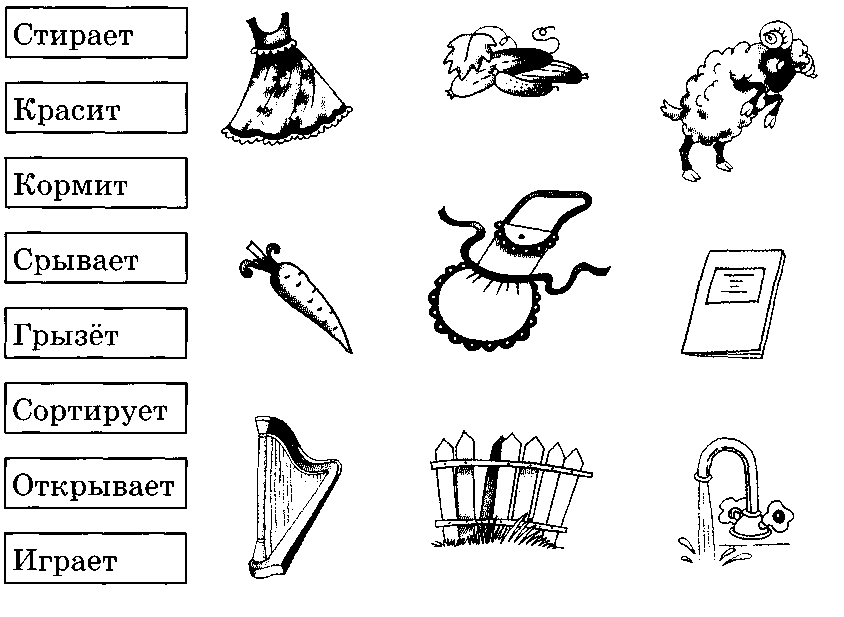 Стирает
Красит
Кормит
Срывает
Грызёт
Сортирует
Открывает
Играет